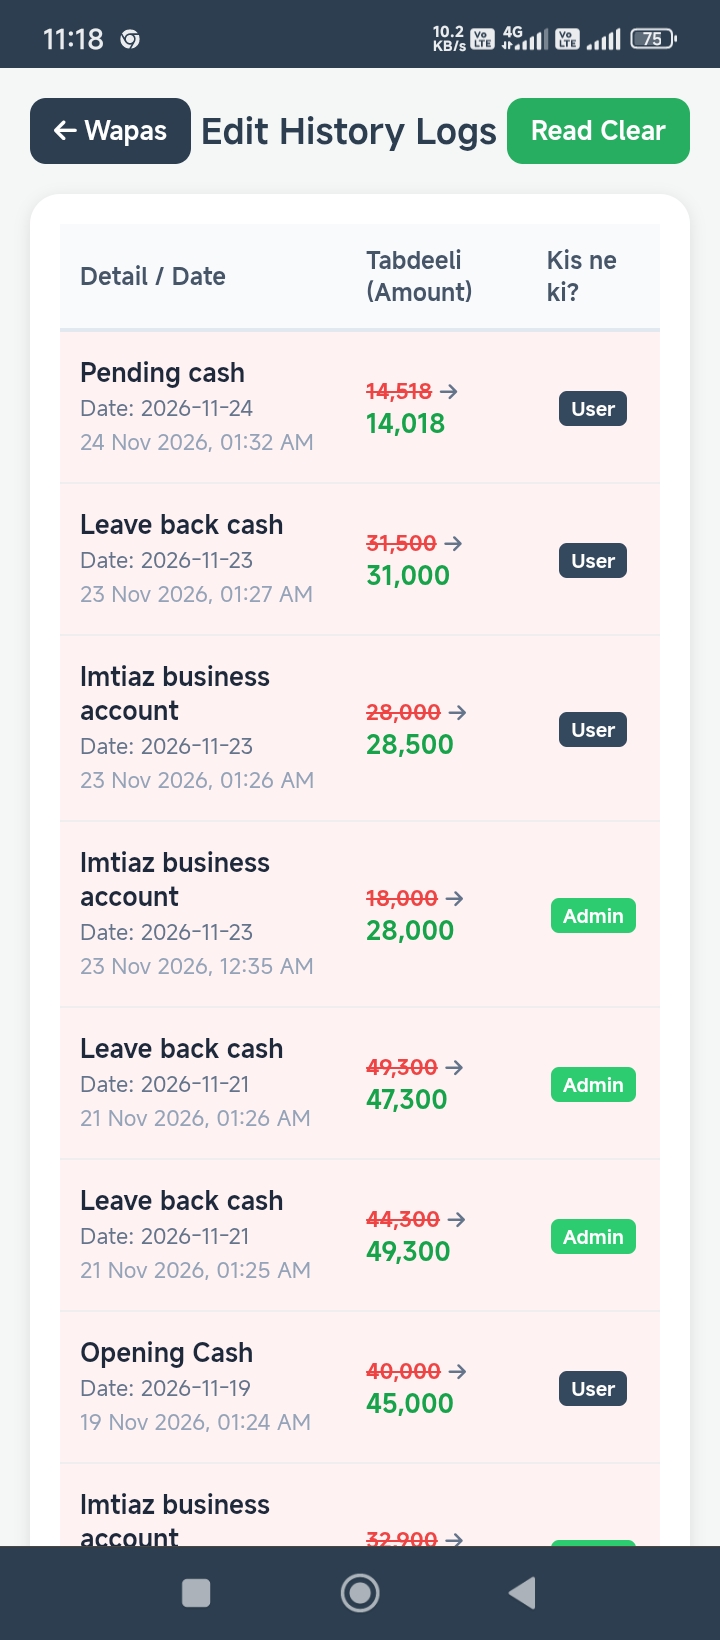 11:18 10.2 KB/s Vo LTE 4G Vo LTE 75
← Wapas Edit History Logs Read Clear
Detail / Date Tabdeeli (Amount) Kis ne ki?
Pending cash
Date: 2026-11-24
24 Nov 2026, 01:32 AM
14,518 →
14,018
User
Leave back cash
Date: 2026-11-23
23 Nov 2026, 01:27 AM
31,500 →
31,000
User
Imtiaz business
account
Date: 2026-11-23
23 Nov 2026, 01:26 AM
28,000 →
28,500
User
Imtiaz business
account
Date: 2026-11-23
23 Nov 2026, 12:35 AM
18,000 →
28,000
Admin
Leave back cash
Date: 2026-11-21
21 Nov 2026, 01:26 AM
49,300 →
47,300
Admin
Leave back cash
Date: 2026-11-21
21 Nov 2026, 01:25 AM
44,300 →
49,300
Admin
Opening Cash
Date: 2026-11-19
19 Nov 2026, 01:24 AM
40,000 →
45,000
User
Imtiaz business
account
32,900 →